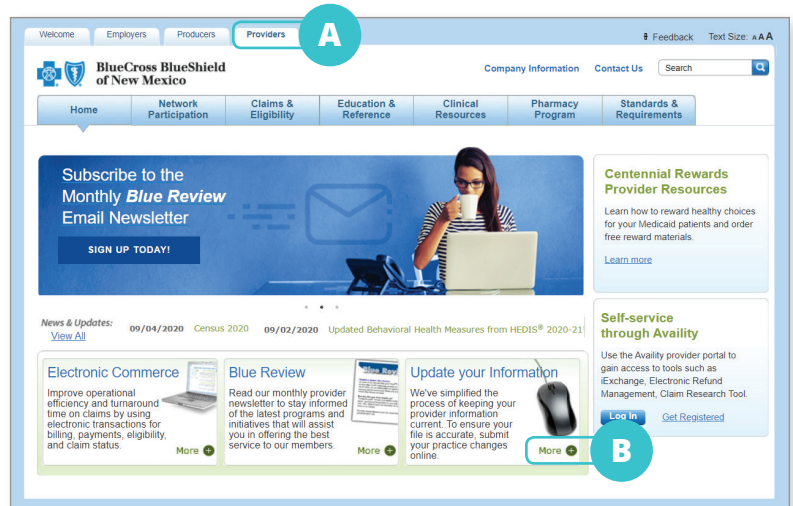 Welcome
Employers
Producers
Providers
A
Feedback
Text Size: A A A
BlueCross BlueShield
of New Mexico
Company Information
Contact Us
Search
Home
Network
Participation
Claims &
Eligibility
Education &
Reference
Clinical
Resources
Pharmacy
Program
Standards &
Requirements
Subscribe to the
Monthly Blue Review
Email Newsletter
SIGN UP TODAY!
Centennial Rewards
Provider Resources
Learn how to reward healthy choices
for your Medicaid patients and order
free reward materials.
Learn more
News & Updates:
View All
09/04/2020 Census 2020
09/02/2020 Updated Behavioral Health Measures from HEDIS® 2020-21
Self-service
through Availity
Use the Availity provider portal to
gain access to tools such as
iExchange, Electronic Refund
Management, Claim Research Tool.
Log In
Get Registered
Electronic Commerce
Improve operational
efficiency and turnaround
time on claims by using
electronic transactions for
billing, payments, eligibility,
and claim status.
More
Blue Review
Read our monthly provider
newsletter to stay informed
of the latest programs and
initiatives that will assist
you in offering the best
service to our members.
More
Update your Information
We've simplified the
process of keeping your
provider information
current. To ensure your
file is accurate, submit
your practice changes
online.
More
B